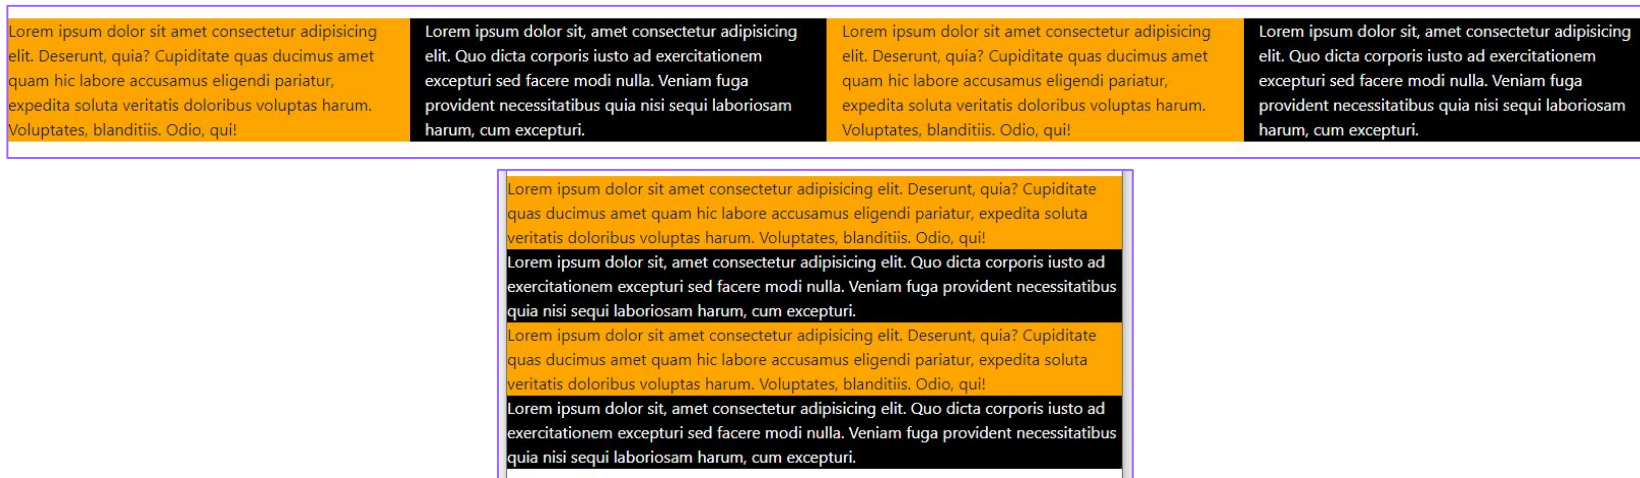 Lorem ipsum dolor sit amet consectetur adipisicing
elit. Deserunt, quia? Cupiditate quas ducimus amet
quam hic labore accusamus eligendi pariatur,
expedita soluta veritatis doloribus voluptas harum.
Voluptates, blanditiis. Odio, qui!
Lorem ipsum dolor sit, amet consectetur adipisicing
elit. Quo dicta corporis iusto ad exercitationem
excepturi sed facere modi nulla. Veniam fuga
provident necessitatibus quia nisi sequi laboriosam
harum, cum excepturi.
Lorem ipsum dolor sit amet consectetur adipisicing
elit. Deserunt, quia? Cupiditate quas ducimus amet
quam hic labore accusamus eligendi pariatur,
expedita soluta veritatis doloribus voluptas harum.
Voluptates, blanditiis. Odio, qui!
Lorem ipsum dolor sit, amet consectetur adipisicing
elit. Quo dicta corporis iusto ad exercitationem
excepturi sed facere modi nulla. Veniam fuga
provident necessitatibus quia nisi sequi laboriosam
harum, cum excepturi.
Lorem ipsum dolor sit amet consectetur adipisicing elit. Deserunt, quia? Cupiditate
quas ducimus amet quam hic labore accusamus eligendi pariatur, expedita soluta
veritatis doloribus voluptas harum. Voluptates, blanditiis. Odio, qui!
Lorem ipsum dolor sit, amet consectetur adipisicing elit. Quo dicta corporis iusto ad
exercitationem excepturi sed facere modi nulla. Veniam fuga provident necessitatibus
quia nisi sequi laboriosam harum, cum excepturi.
Lorem ipsum dolor sit amet consectetur adipisicing elit. Deserunt, quia? Cupiditate
quas ducimus amet quam hic labore accusamus eligendi pariatur, expedita soluta
veritatis doloribus voluptas harum. Voluptates, blanditiis. Odio, qui!
Lorem ipsum dolor sit, amet consectetur adipisicing elit. Quo dicta corporis iusto ad
exercitationem excepturi sed facere modi nulla. Veniam fuga provident necessitatibus
quia nisi sequi laboriosam harum, cum excepturi.